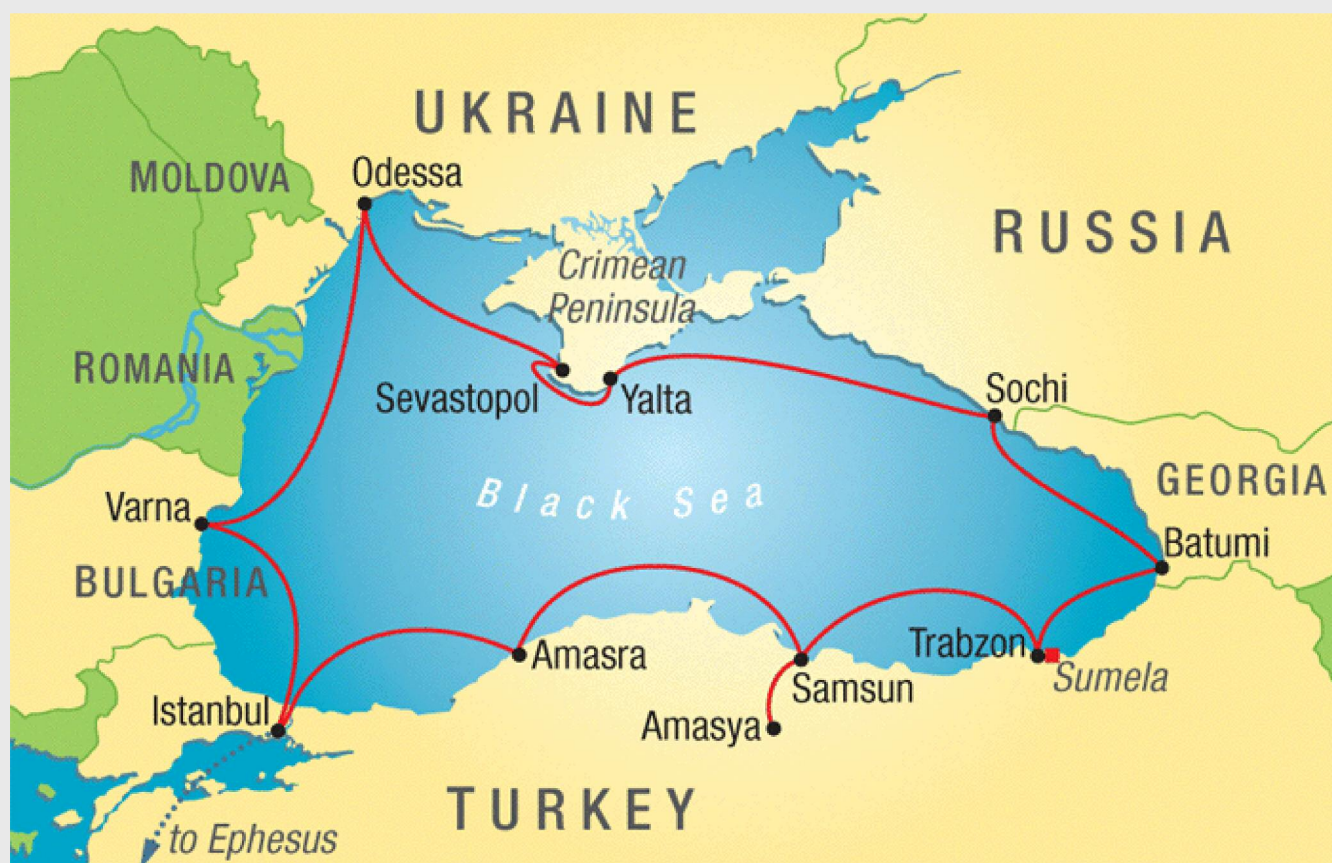 UKRAINE
MOLDOVA
Odessa
RUSSIA
Crimean
Peninsula
ROMANIA
Sevastopol
Yalta
Sochi
GEORGIA
Black Sea
Varna
Batumi
BULGARIA
Amasra
Trabzon
Sumela
Samsun
Istanbul
Amasya
TURKEY
to Ephesus